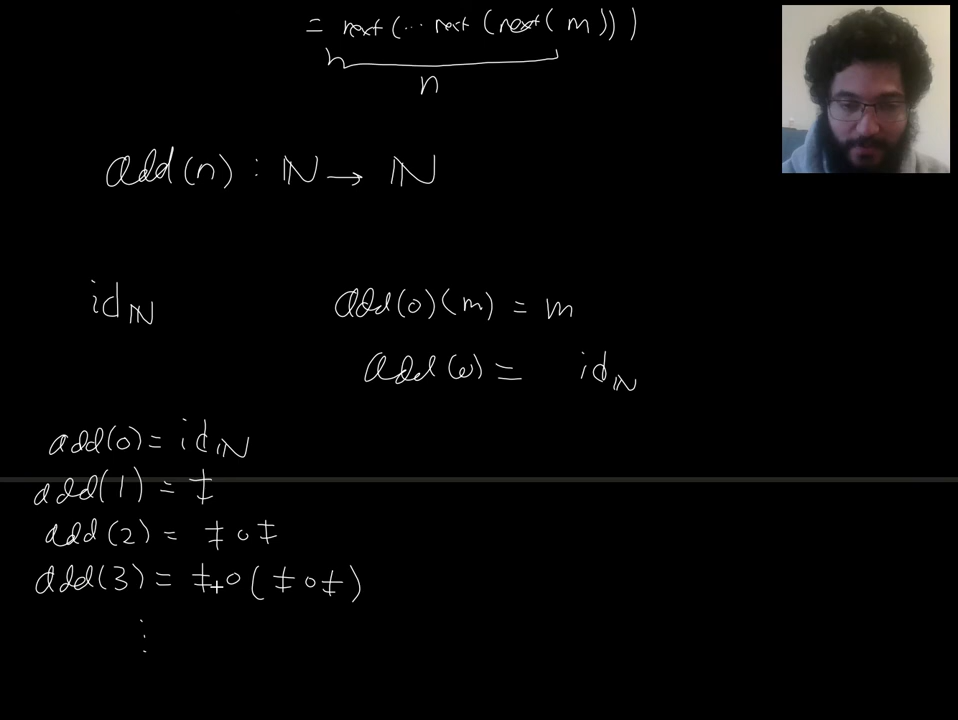 = next(... next(next(m)))
n
add(n) : ℕ → ℕ
id_ℕ add(0)(m) = m
add(0) = id_ℕ
add(0) = id_ℕ
add(1) = ‡
add(2) = ‡ ∘ ‡
add(3) = ‡ ∘ (‡ ∘ ‡)
⋮